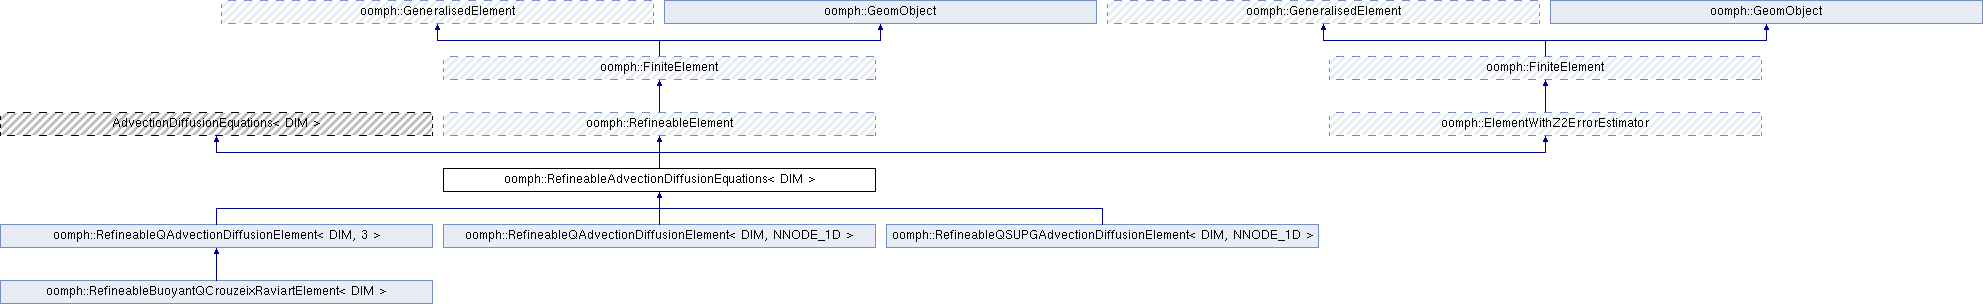 oomph::GeneralisedElement
oomph::GeomObject
oomph::GeneralisedElement
oomph::GeomObject
oomph::FiniteElement
oomph::FiniteElement
AdvectionDiffusionEquations< DIM >
oomph::RefineableElement
oomph::ElementWithZ2ErrorEstimator
oomph::RefineableAdvectionDiffusionEquations< DIM >
oomph::RefineableQAdvectionDiffusionElement< DIM, 3 >
oomph::RefineableQAdvectionDiffusionElement< DIM, NNODE_1D >
oomph::RefineableQSUPGAdvectionDiffusionElement< DIM, NNODE_1D >
oomph::RefineableBuoyantQCrouzeixRaviartElement< DIM >